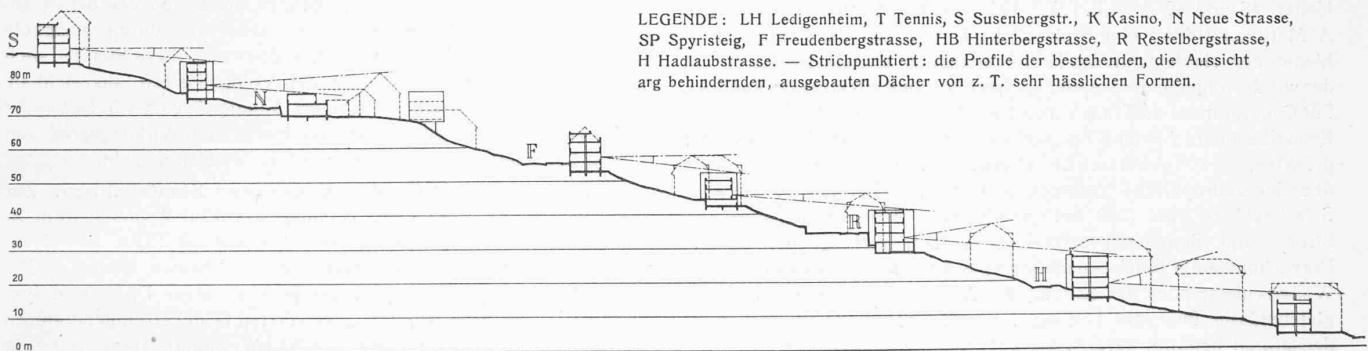 LEGENDE: LH Ledigenheim, T Tennis, S Susenbergstr., K Kasino, N Neue Strasse,
SP Spyristeig, F Freudenbergstrasse, HB Hinterbergstrasse, R Restelbergstrasse,
H Hadlaubstrasse. — Strichpunktiert: die Profile der bestehenden, die Aussicht
arg behindernden, ausgebauten Dächer von z. T. sehr hässlichen Formen.
S
80 m
N
70
60
F
50
40
R
30
H
20
10
0 m